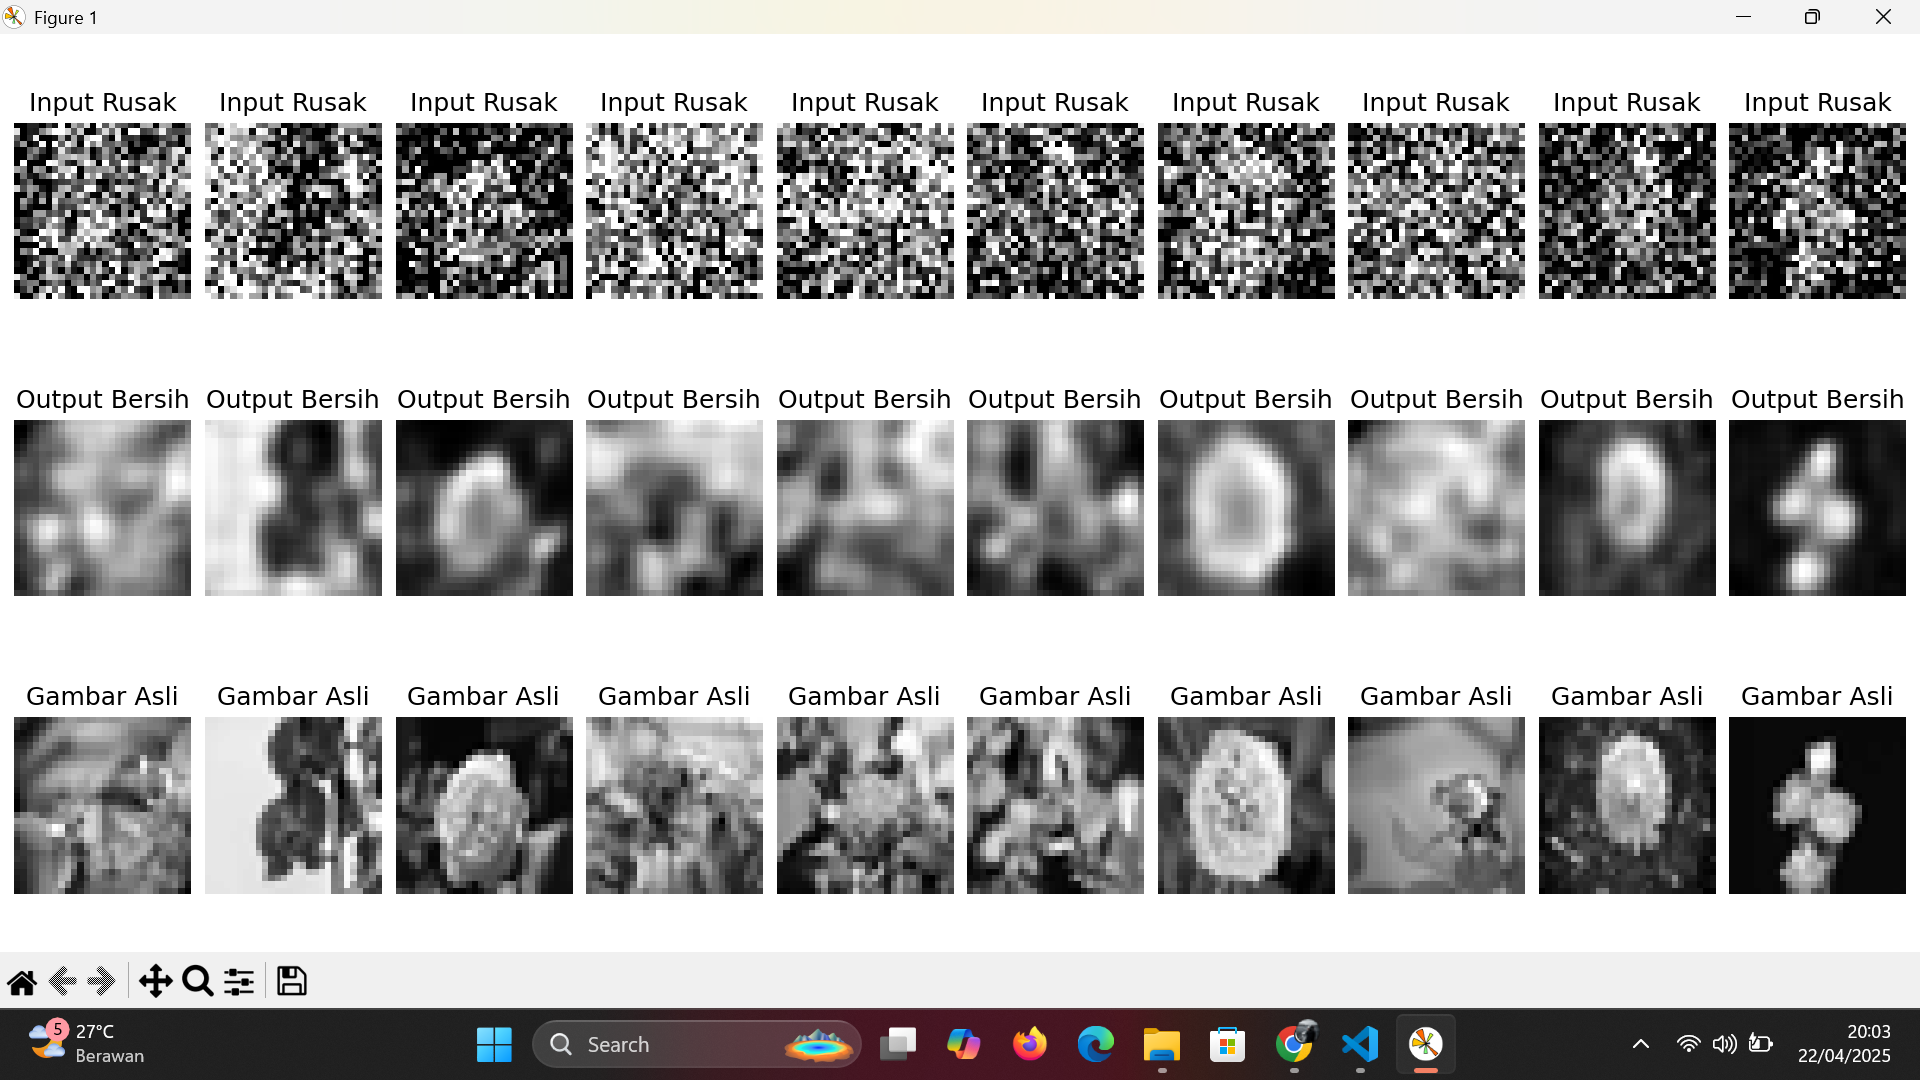 Figure 1
Input Rusak Input Rusak Input Rusak Input Rusak Input Rusak Input Rusak Input Rusak Input Rusak Input Rusak Input Rusak
Output Bersih Output Bersih Output Bersih Output Bersih Output Bersih Output Bersih Output Bersih Output Bersih Output Bersih Output Bersih
Gambar Asli Gambar Asli Gambar Asli Gambar Asli Gambar Asli Gambar Asli Gambar Asli Gambar Asli Gambar Asli Gambar Asli
5
27°C
Berawan
Search
20:03
22/04/2025